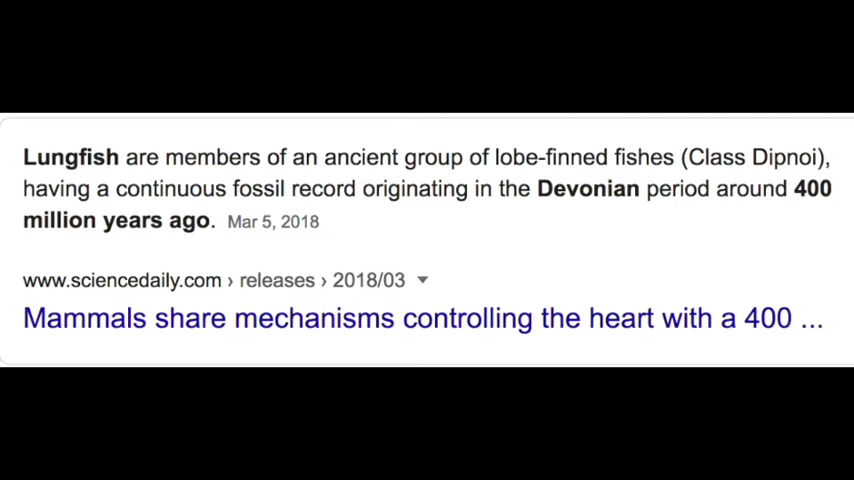 Lungfish are members of an ancient group of lobe-finned fishes (Class Dipnoi),
having a continuous fossil record originating in the Devonian period around 400
million years ago. Mar 5, 2018
www.sciencedaily.com › releases › 2018/03
Mammals share mechanisms controlling the heart with a 400 ...